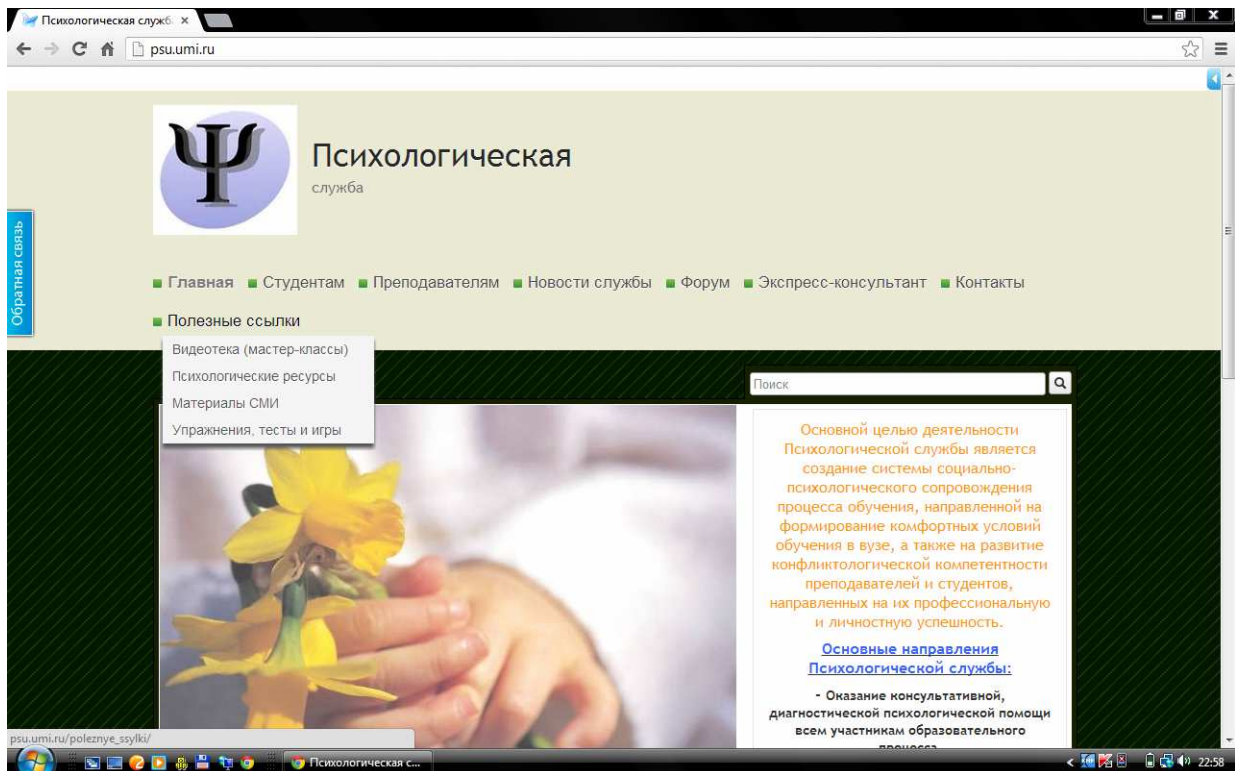 Психологическая служб
psu.umi.ru
Психологическая
служба
Обратная связь
Главная Студентам Преподавателям Новости службы Форум Экспресс-консультант Контакты
Полезные ссылки
Видеотека (мастер-классы)
Психологические ресурсы
Материалы СМИ
Упражнения, тесты и игры
Поиск
Основной целью деятельности
Психологической службы является
создание системы социально-
психологического сопровождения
процесса обучения, направленной на
формирование комфортных условий
обучения в вузе, а также на развитие
конфликтологической компетентности
преподавателей и студентов,
направленных на их профессиональную
и личностную успешность.
Основные направления
Психологической службы:
- Оказание консультативной,
диагностической психологической помощи
всем участникам образовательного
процесса
psu.umi.ru/poleznye_ssylki/
Психологическая с...
22:58